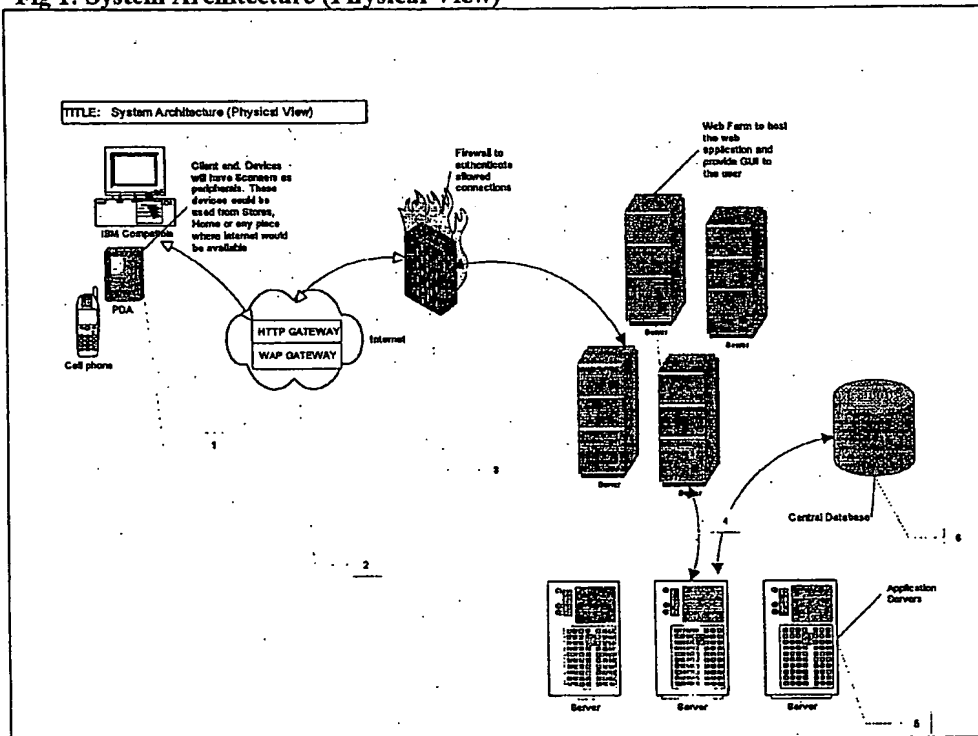 Fig 1: System Architecture (Physical View)
TITLE: System Architecture (Physical View)
Client end. Devices
will have Scanners as
peripherals. These
devices could be
used from Stores,
Home or any place
where Internet would
be available
IBM Compatible
PDA
Cell phone
HTTP GATEWAY
WAP GATEWAY
Internet
Firewall to
authenticate
allowed
connections
Web Farm to host
the web
application and
provide GUI to
the user
Server
Server
Server
Server
Central Database
Application
Servers
Server
Server
Server
1
2
3
4
5
6